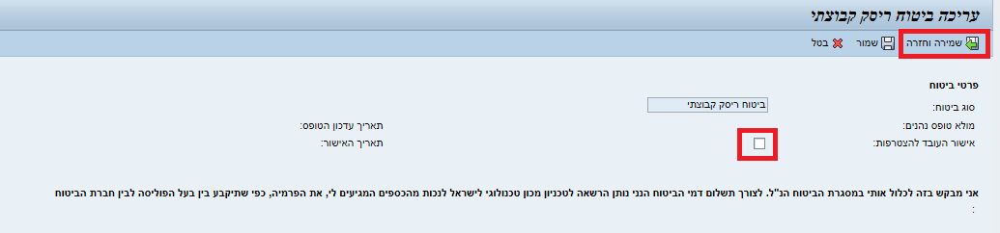 עריכה ביטוח ריסק קבוצתי
שמירה וחזרה שמור בטל
פרטי ביטוח
סוג ביטוח: ביטוח ריסק קבוצתי
מולא טופס נהנים: תאריך עדכון הטופס:
אישור העובד להצטרפות: תאריך האישור:
אני מבקש בזה לכלול אותי במסגרת הביטוח הנ"ל. לצורך תשלום דמי הביטוח הנני נותן הרשאה לטכניון מכון טכנולוגי לישראל לנכות מהכספים המגיעים לי, את הפרמיה, כפי שתיקבע בין בעל הפוליסה לבין חברת הביטוח
: